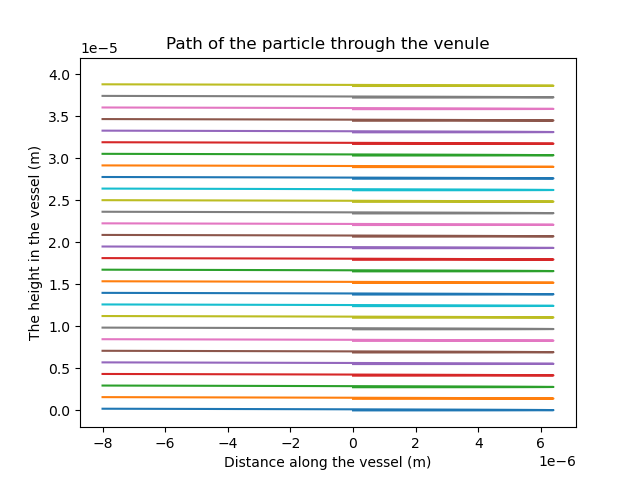 Path of the particle through the venule
1e−5
The height in the vessel (m)
4.0
3.5
3.0
2.5
2.0
1.5
1.0
0.5
0.0
−8 −6 −4 −2 0 2 4 6
Distance along the vessel (m)
1e−6